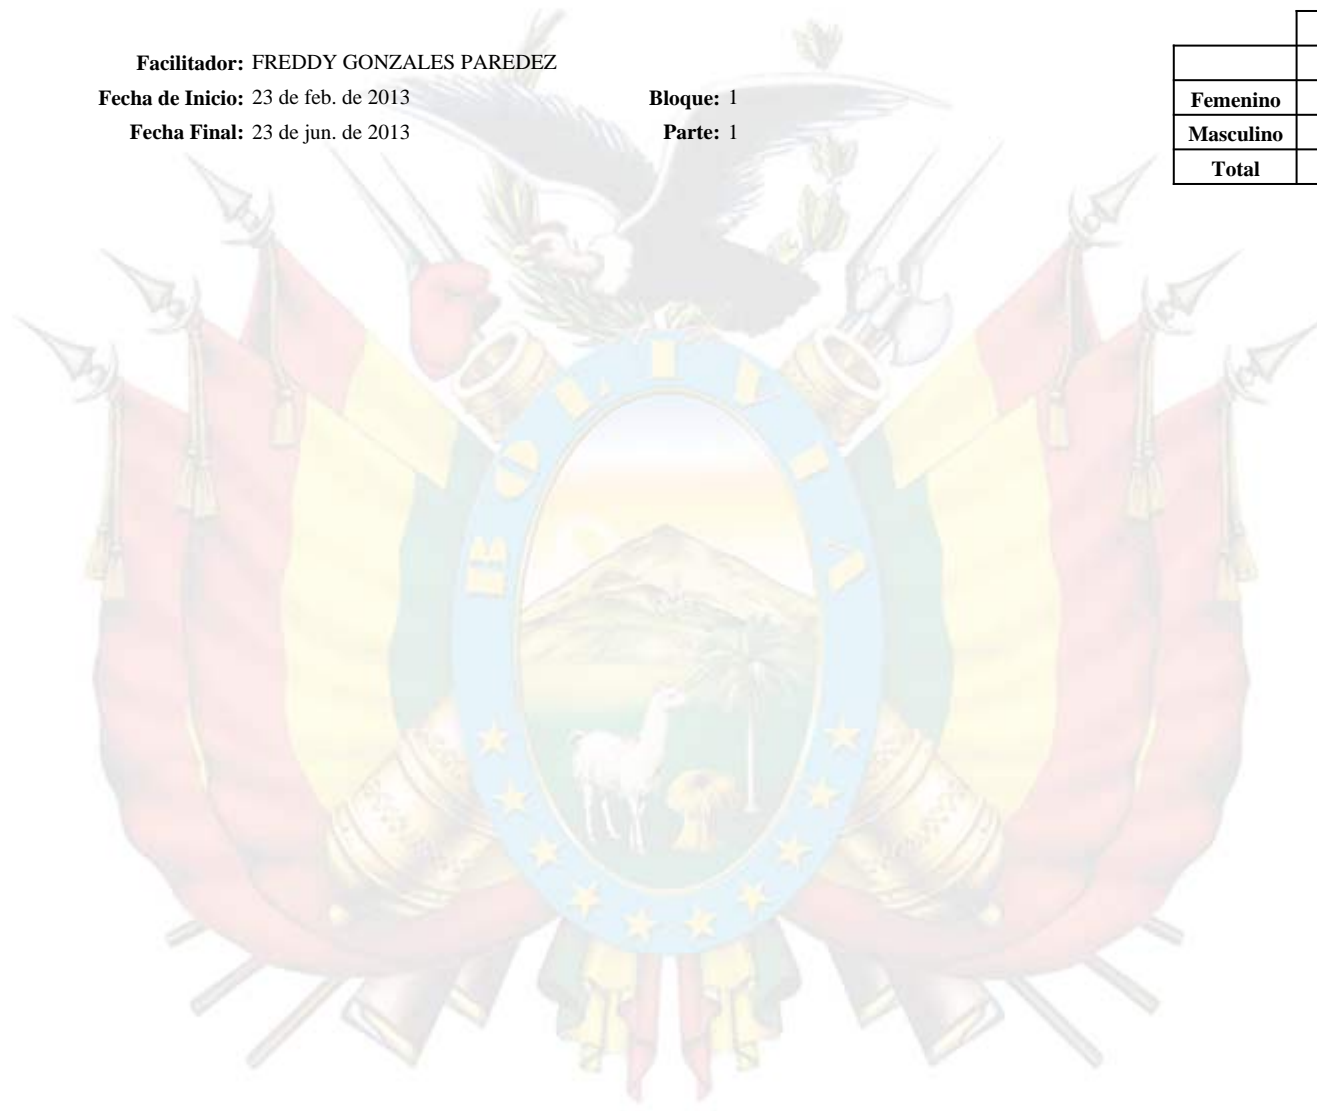 Facilitador: FREDDY GONZALES PAREDEZ
Fecha de Inicio: 23 de feb. de 2013 Bloque: 1
Fecha Final: 23 de jun. de 2013 Parte: 1
Femenino
Masculino
Total
BOLIVIA